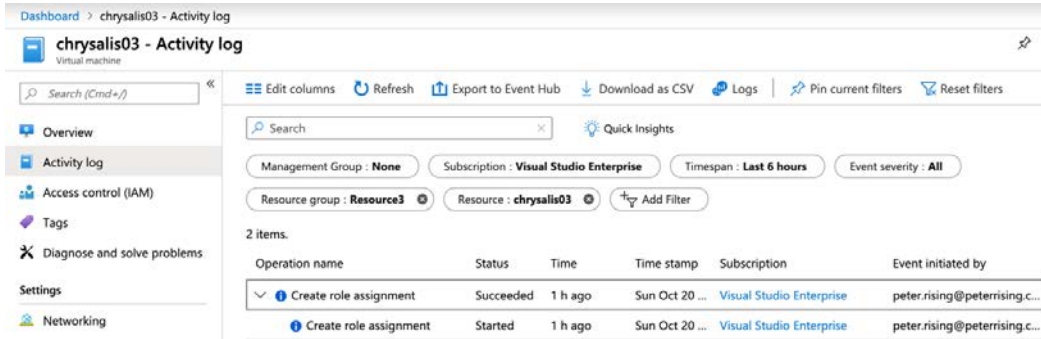 Dashboard > chrysalis03 - Activity log
chrysalis03 - Activity log
Virtual machine
Search (Cmd+/)
«
Edit columns Refresh Export to Event Hub Download as CSV Logs Pin current filters Reset filters
Search
Quick Insights
Overview
Activity log
Access control (IAM)
Tags
Diagnose and solve problems
Settings
Networking
Management Group : None Subscription : Visual Studio Enterprise Timespan : Last 6 hours Event severity : All
Resource group : Resource3 Resource : chrysalis03 Add Filter
2 items.
Operation name Status Time Time stamp Subscription Event initiated by
Create role assignment Succeeded 1 h ago Sun Oct 20 ... Visual Studio Enterprise peter.rising@peterrising.c...
Create role assignment Started 1 h ago Sun Oct 20 ... Visual Studio Enterprise peter.rising@peterrising.c...